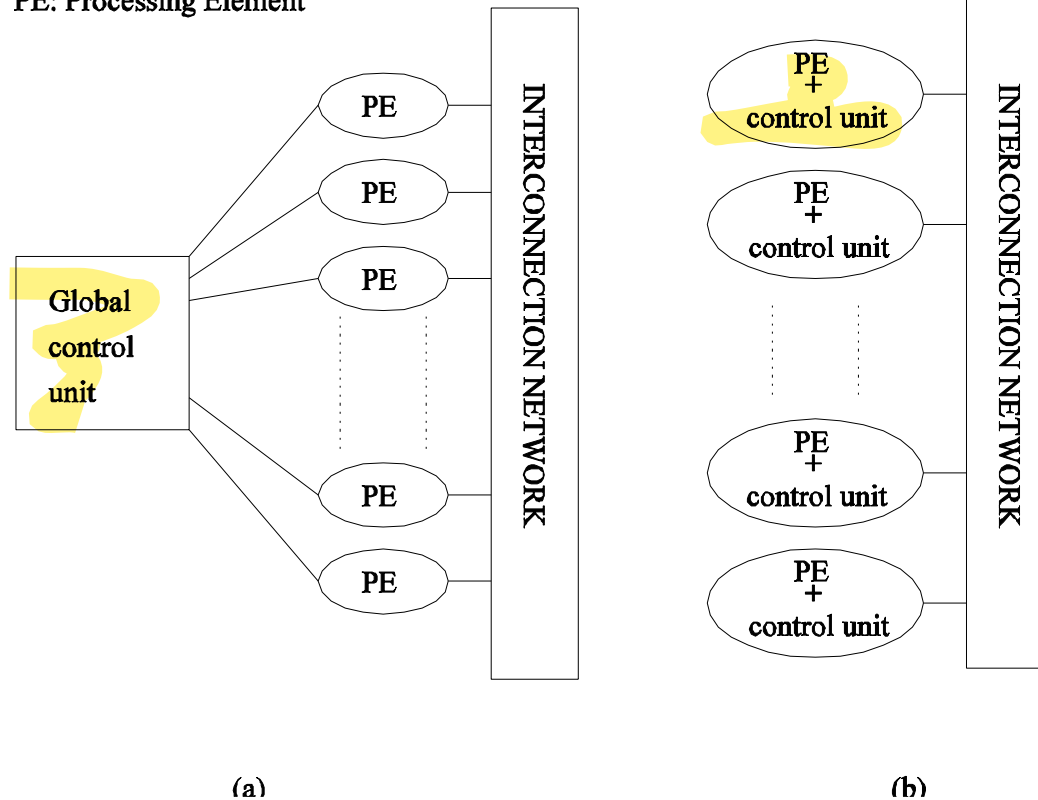 PE: Processing Element
PE
PE
PE
Global
control
unit
PE
PE
INTERCONNECTION NETWORK
(a)
PE
+
control unit
PE
+
control unit
PE
+
control unit
PE
+
control unit
INTERCONNECTION NETWORK
(b)